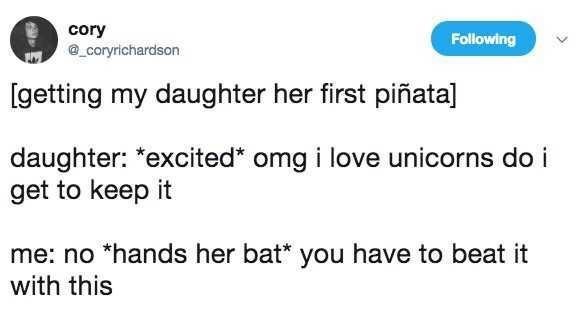 cory
@_coryrichardson
Following
[getting my daughter her first piñata]
daughter: *excited* omg i love unicorns do i
get to keep it
me: no *hands her bat* you have to beat it
with this